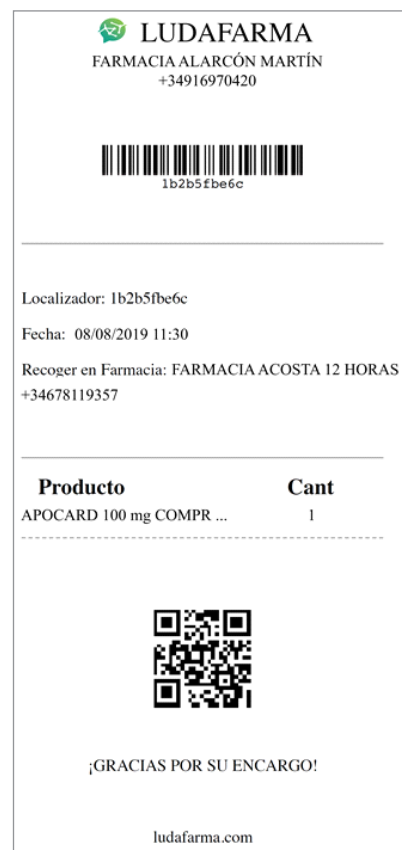 LUDAFARMA
FARMACIA ALARCÓN MARTÍN
+34916970420
1b2b5fbe6c
Localizador: 1b2b5fbe6c
Fecha: 08/08/2019 11:30
Recoger en Farmacia: FARMACIA ACOSTA 12 HORAS
+34678119357
Producto Cant
APOCARD 100 mg COMPR ... 1
¡GRACIAS POR SU ENCARGO!
ludafarma.com